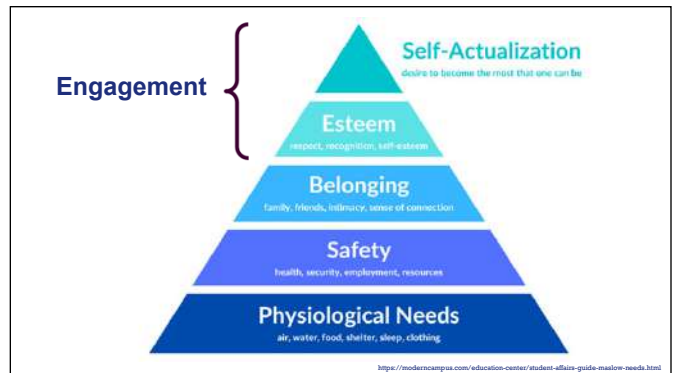 Self-Actualization
desire to become the most that one can be
Engagement
Esteem
respect, recognition, self-esteem
Belonging
family, friends, intimacy, sense of connection
Safety
health, security, employment, resources
Physiological Needs
air, water, food, shelter, sleep, clothing
https://moderncampus.com/education-center/student-affairs-guide-maslow-needs.html